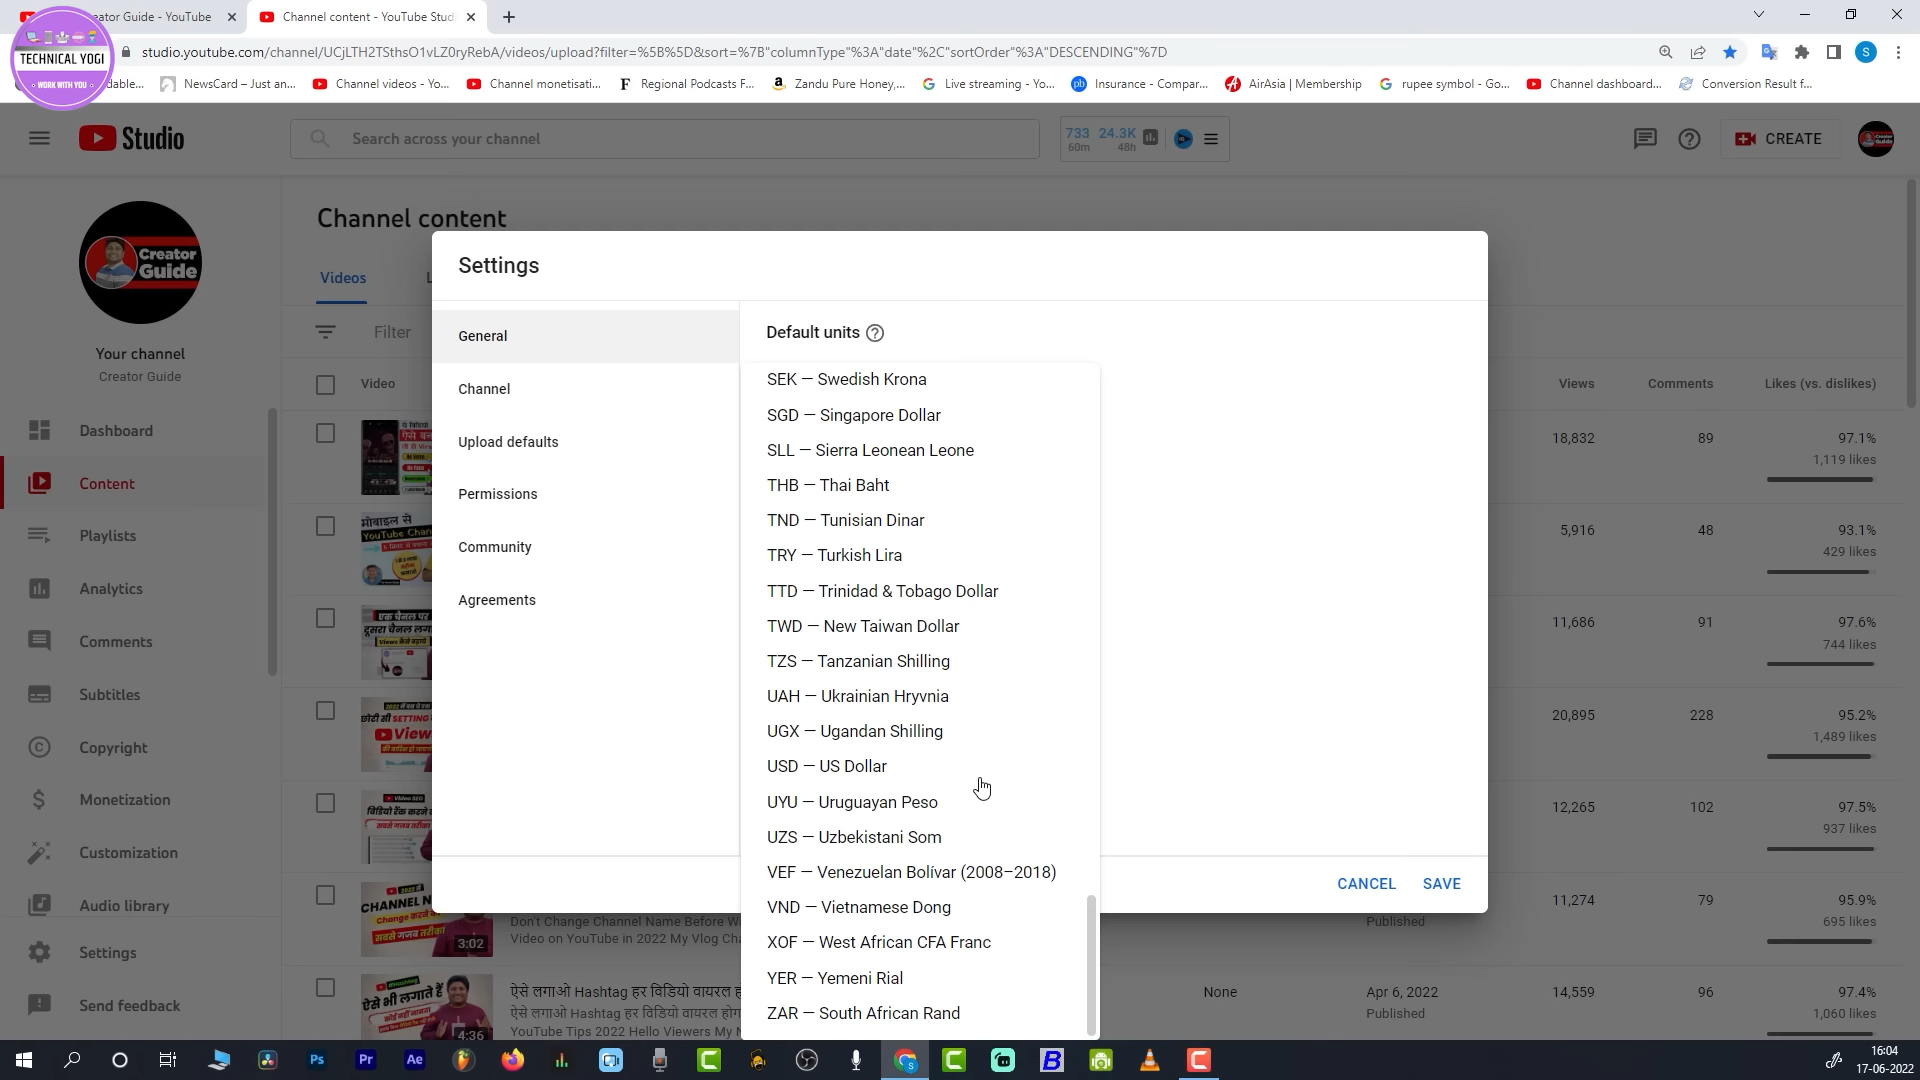 eator Guide - YouTube
Channel content - YouTube Studi
TECHNICAL YOGI
WORK WITH YOU
studio.youtube.com/channel/UCjLTH2TSthsO1vLZ0ryRebA/videos/upload?filter=%5B%5D&sort=%7B"columnType"%3A"date"%2C"sortOrder"%3A"DESCENDING"%7D
dable...
NewsCard – Just an...
Channel videos - Yo...
Channel monetisati...
Regional Podcasts F...
Zandu Pure Honey,...
Live streaming - Yo...
Insurance - Compar...
AirAsia | Membership
rupee symbol - Go...
Channel dashboard...
Conversion Result f...
Studio
Search across your channel
733 24.3K
60m 48h
CREATE
Creator Guide
Your channel
Creator Guide
Dashboard
Content
Playlists
Analytics
Comments
Subtitles
Copyright
Monetization
Customization
Audio library
Settings
Send feedback
Channel content
Videos
Filter
Video
Views
Comments
Likes (vs. dislikes)
18,832 89 97.1%
1,119 likes
5,916 48 93.1%
429 likes
11,686 91 97.6%
744 likes
20,895 228 95.2%
1,489 likes
12,265 102 97.5%
937 likes
11,274 79 95.9%
Published 695 likes
None Apr 6, 2022 14,559 96 97.4%
Published 1,060 likes
Don't Change Channel Name Before W
Video on YouTube in 2022 My Vlog Cha
3:02
ऐसे लगाओ Hashtag हर विडियो वायरल ह
ऐसे लगाओ Hashtag हर विडियो वायरल होग
YouTube Tips 2022 Hello Viewers My N
4:36
Settings
General
Channel
Upload defaults
Permissions
Community
Agreements
Default units
SEK — Swedish Krona
SGD — Singapore Dollar
SLL — Sierra Leonean Leone
THB — Thai Baht
TND — Tunisian Dinar
TRY — Turkish Lira
TTD — Trinidad & Tobago Dollar
TWD — New Taiwan Dollar
TZS — Tanzanian Shilling
UAH — Ukrainian Hryvnia
UGX — Ugandan Shilling
USD — US Dollar
UYU — Uruguayan Peso
UZS — Uzbekistani Som
VEF — Venezuelan Bolívar (2008–2018)
VND — Vietnamese Dong
XOF — West African CFA Franc
YER — Yemeni Rial
ZAR — South African Rand
CANCEL
SAVE
16:04
17-06-2022